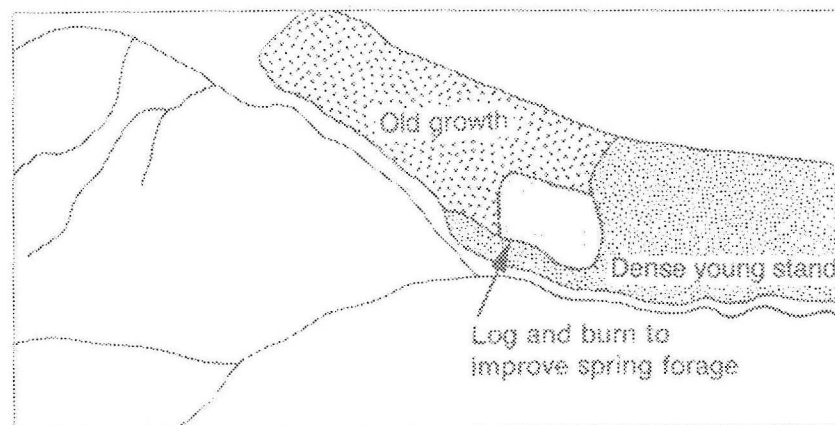 Old growth
Dense young stand
Log and burn to
improve spring forage